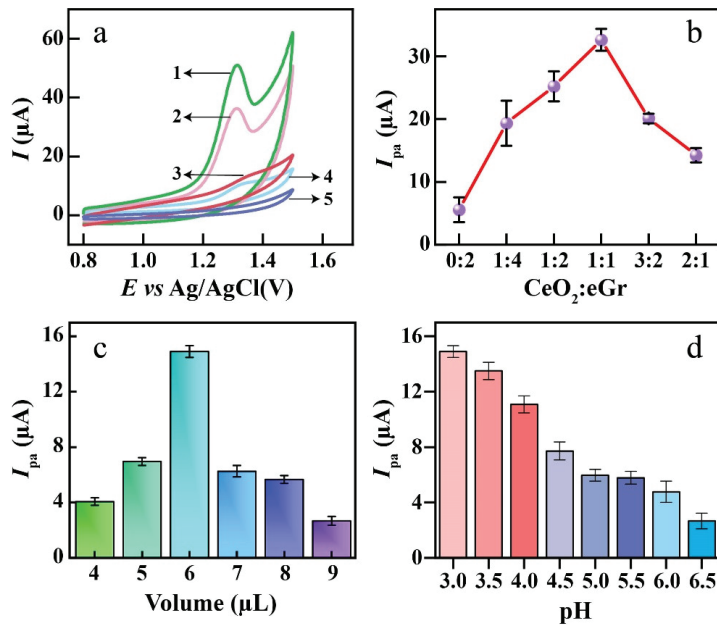 a
60
40
20
0
I (μA)
1
2
3
4
5
0.8 1.0 1.2 1.4 1.6
E vs Ag/AgCl(V)
b
30
20
10
0
Ipa (μA)
0:2 1:4 1:2 1:1 3:2 2:1
CeO2:eGr
c
16
12
8
4
0
Ipa (μA)
4 5 6 7 8 9
Volume (μL)
d
16
12
8
4
0
Ipa (μA)
3.0 3.5 4.0 4.5 5.0 5.5 6.0 6.5
pH